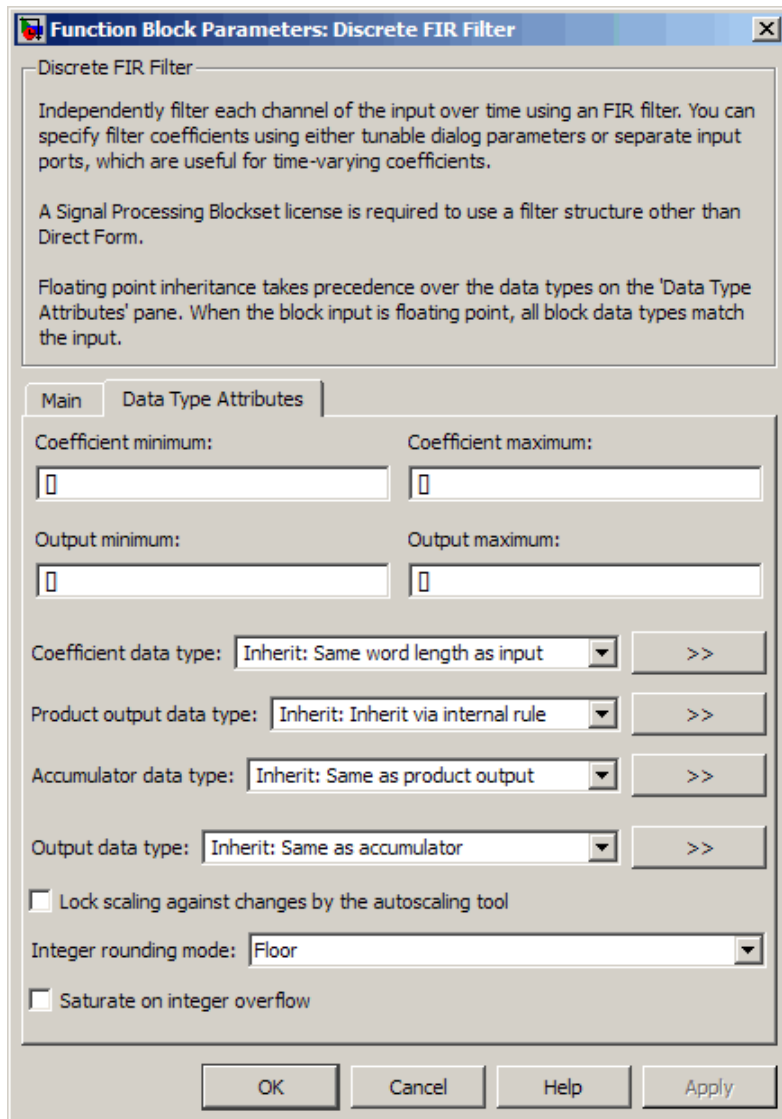 Function Block Parameters: Discrete FIR Filter
Discrete FIR Filter
Independently filter each channel of the input over time using an FIR filter. You can
specify filter coefficients using either tunable dialog parameters or separate input
ports, which are useful for time-varying coefficients.
A Signal Processing Blockset license is required to use a filter structure other than
Direct Form.
Floating point inheritance takes precedence over the data types on the 'Data Type
Attributes' pane. When the block input is floating point, all block data types match
the input.
Main Data Type Attributes
Coefficient minimum: Coefficient maximum:
[] []
Output minimum: Output maximum:
[] []
Coefficient data type: Inherit: Same word length as input >>
Product output data type: Inherit: Inherit via internal rule >>
Accumulator data type: Inherit: Same as product output >>
Output data type: Inherit: Same as accumulator >>
Lock scaling against changes by the autoscaling tool
Integer rounding mode: Floor
Saturate on integer overflow
OK Cancel Help Apply